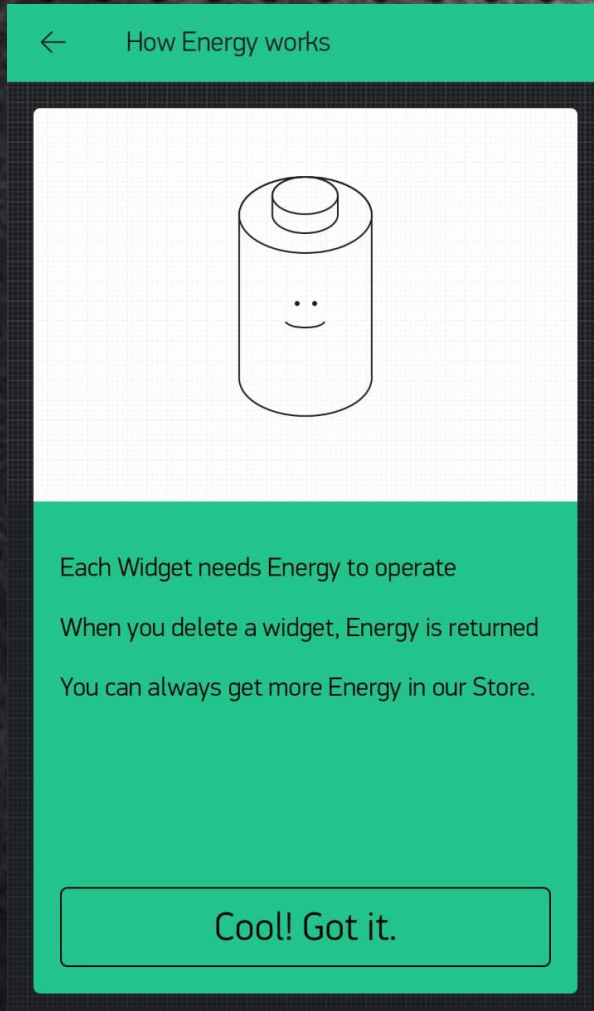 How Energy works
Each Widget needs Energy to operate
When you delete a widget, Energy is returned
You can always get more Energy in our Store.
Cool! Got it.